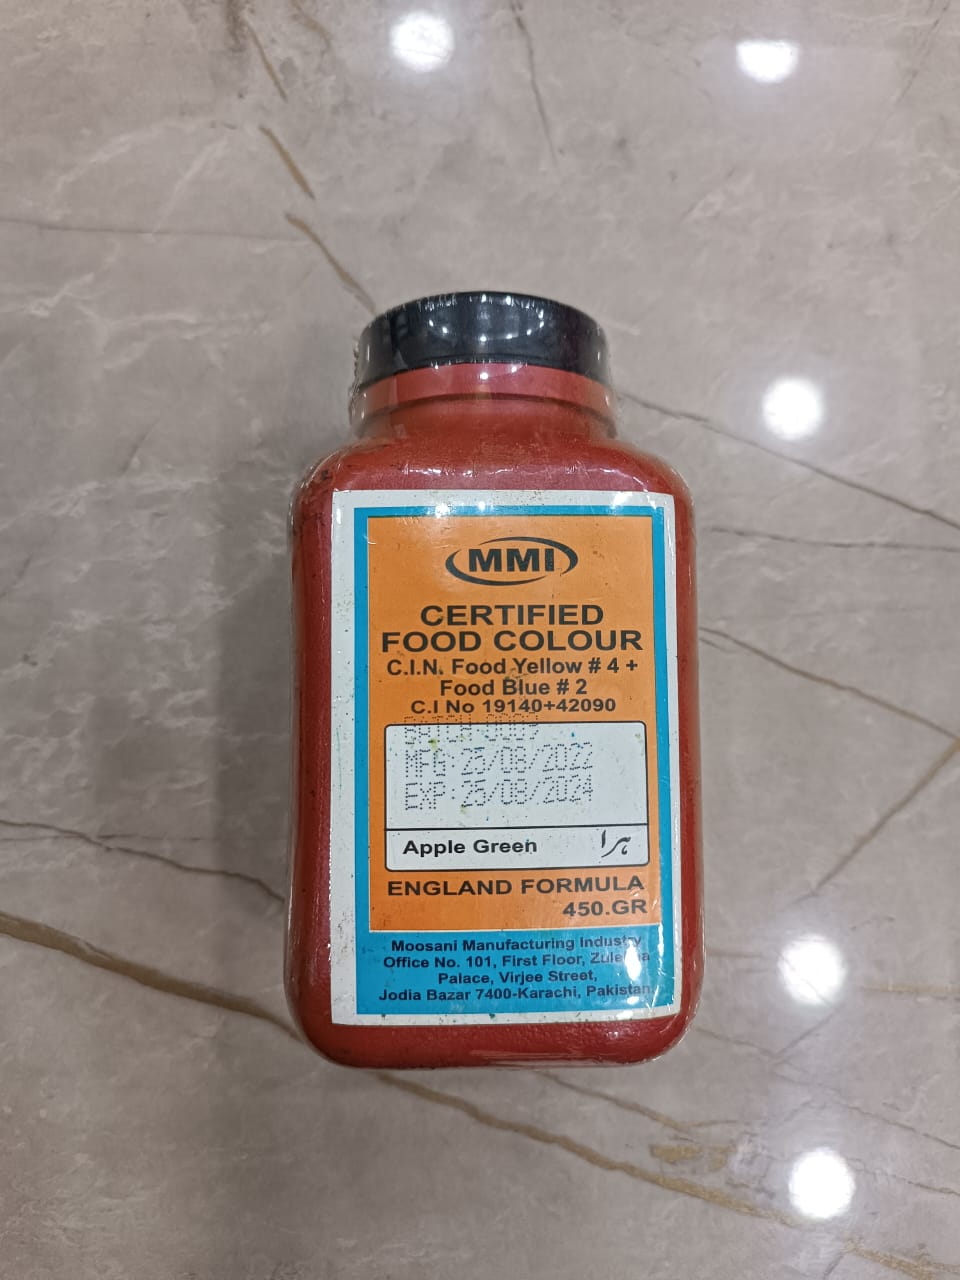 MMI
CERTIFIED
FOOD COLOUR
C.I.N. Food Yellow # 4 +
Food Blue # 2
C.I No 19140+42090
BATCH:
MFG:25/08/2022
EXP:25/08/2024
Apple Green
ENGLAND FORMULA
450.GR
Moosani Manufacturing Industry
Office No. 101, First Floor, Zulekha
Palace, Virjee Street,
Jodia Bazar 7400-Karachi, Pakistan.